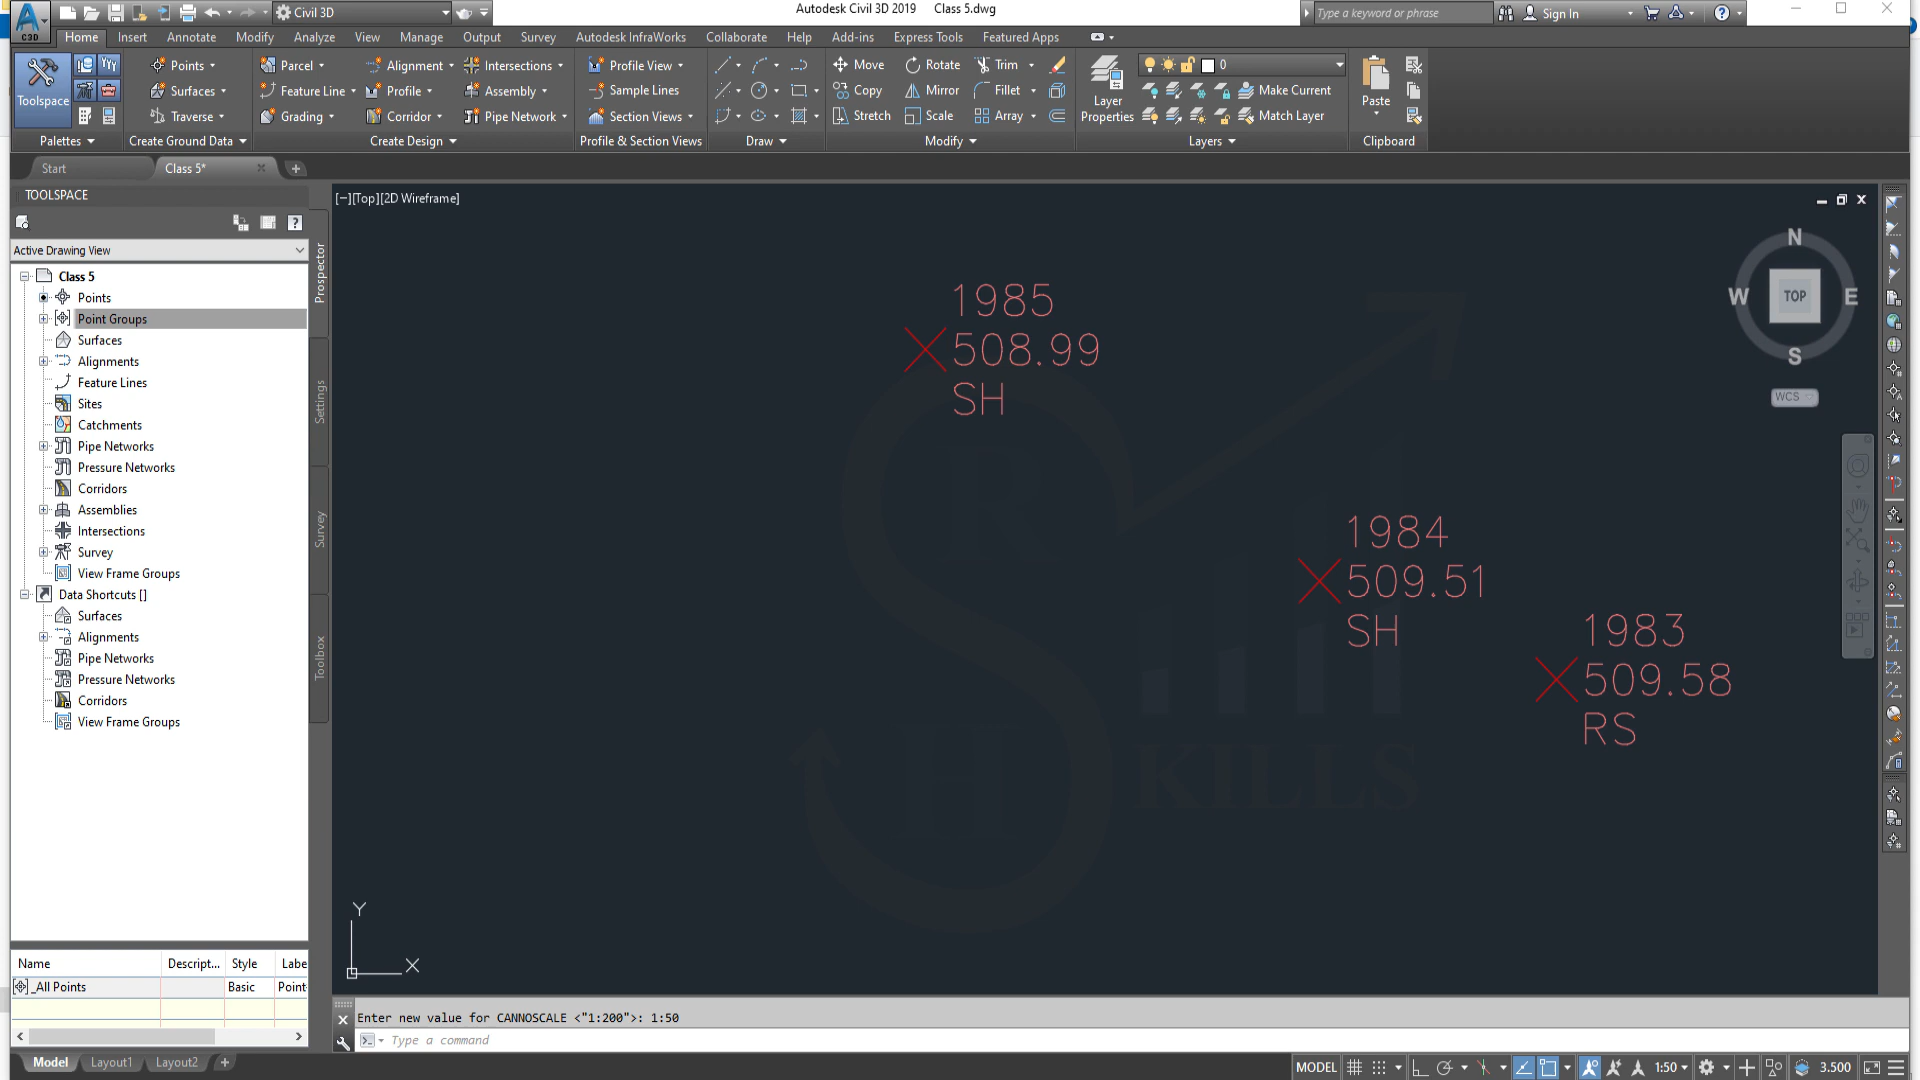 Civil 3D
Autodesk Civil 3D 2019 Class 5.dwg
Type a keyword or phrase
Sign In
C3D
Home Insert Annotate Modify Analyze View Manage Output Survey Autodesk InfraWorks Collaborate Help Add-ins Express Tools Featured Apps
Toolspace
Points
Surfaces
Traverse
Parcel
Feature Line
Grading
Alignment
Profile
Corridor
Intersections
Assembly
Pipe Network
Profile View
Sample Lines
Section Views
Move
Copy
Stretch
Rotate
Mirror
Scale
Trim
Fillet
Array
Layer
Properties
0
Make Current
Match Layer
Paste
Palettes
Create Ground Data
Create Design
Profile & Section Views
Draw
Modify
Layers
Clipboard
Start
Class 5*
TOOLSPACE
Active Drawing View
Class 5
Points
Point Groups
Surfaces
Alignments
Feature Lines
Sites
Catchments
Pipe Networks
Pressure Networks
Corridors
Assemblies
Intersections
Survey
View Frame Groups
Data Shortcuts []
Surfaces
Alignments
Pipe Networks
Pressure Networks
Corridors
View Frame Groups
Prospector
Settings
Survey
Toolbox
Name Descript... Style Labe
_All Points Basic Point
[−][Top][2D Wireframe]
N
W TOP E
S
WCS
1985
508.99
SH
1984
509.51
SH
1983
509.58
RS
KILLS
Y
X
Enter new value for CANNOSCALE <"1:200">: 1:50
Type a command
Model Layout1 Layout2
MODEL
1:50
3.500